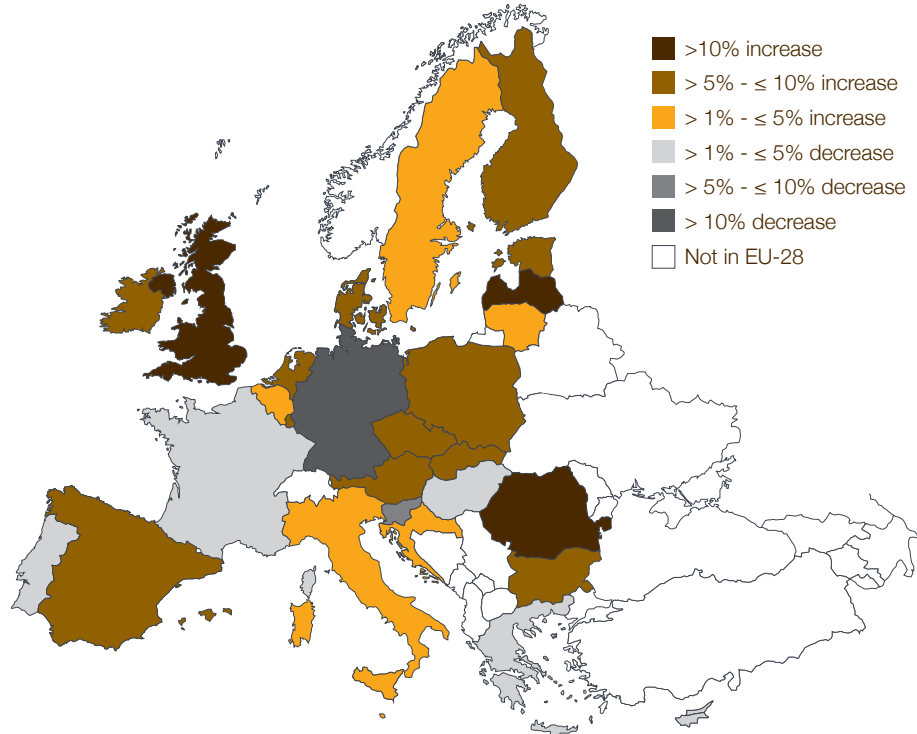 >10% increase
> 5% - ≤ 10% increase
> 1% - ≤ 5% increase
> 1% - ≤ 5% decrease
> 5% - ≤ 10% decrease
> 10% decrease
Not in EU-28